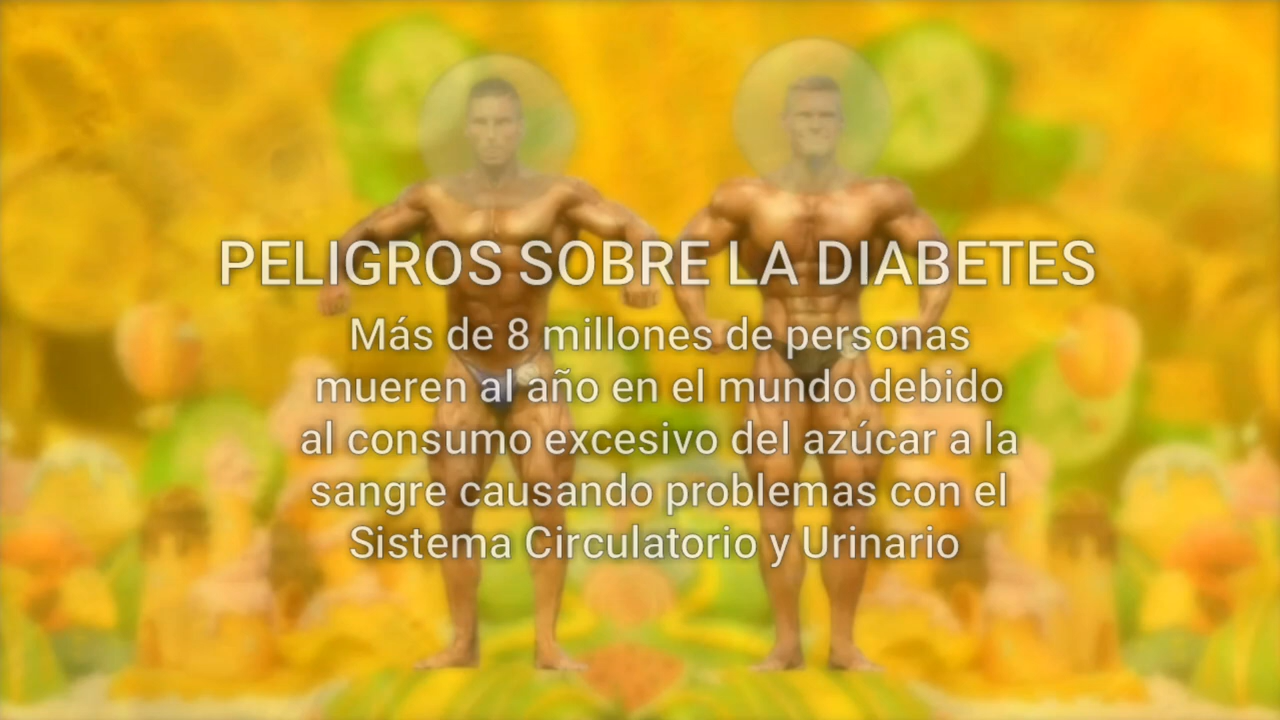 PELIGROS SOBRE LA DIABETES
Más de 8 millones de personas
mueren al año en el mundo debido
al consumo excesivo del azúcar a la
sangre causando problemas con el
Sistema Circulatorio y Urinario